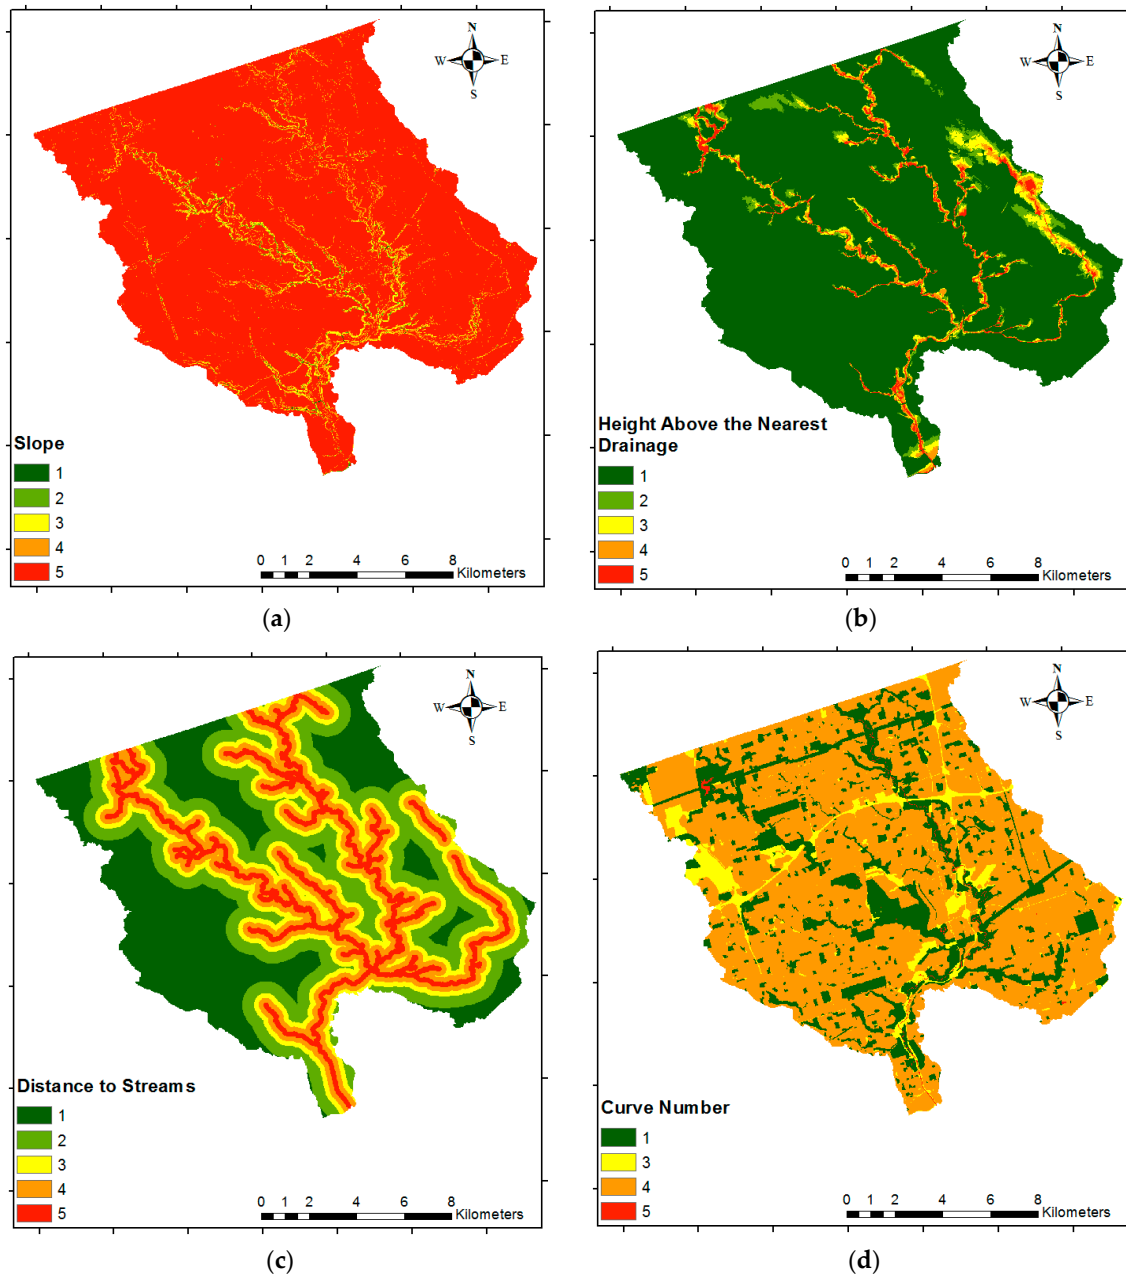 N
W E
S
Slope
1
2
3
4
5
0 1 2 4 6 8
Kilometers
(a)
N
W E
S
Height Above the Nearest
Drainage
1
2
3
4
5
0 1 2 4 6 8
Kilometers
(b)
N
W E
S
Distance to Streams
1
2
3
4
5
0 1 2 4 6 8
Kilometers
(c)
N
W E
S
Curve Number
1
3
4
5
0 1 2 4 6 8
Kilometers
(d)